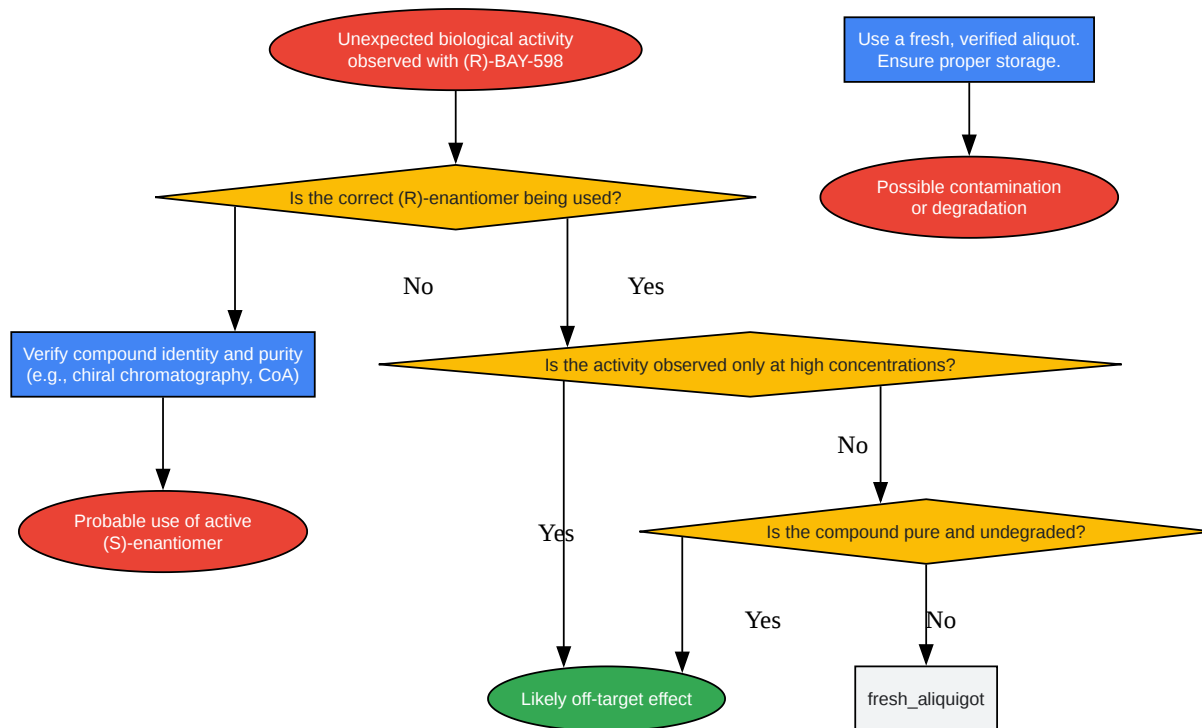 Unexpected biological activity
observed with (R)-BAY-598
Use a fresh, verified aliquot.
Ensure proper storage.
Is the correct (R)-enantiomer being used?
Possible contamination
or degradation
No
Yes
Verify compound identity and purity
(e.g., chiral chromatography, CoA)
Is the activity observed only at high concentrations?
No
Probable use of active
(S)-enantiomer
Yes
Is the compound pure and undegraded?
Yes
No
Likely off-target effect
fresh_aliquigot